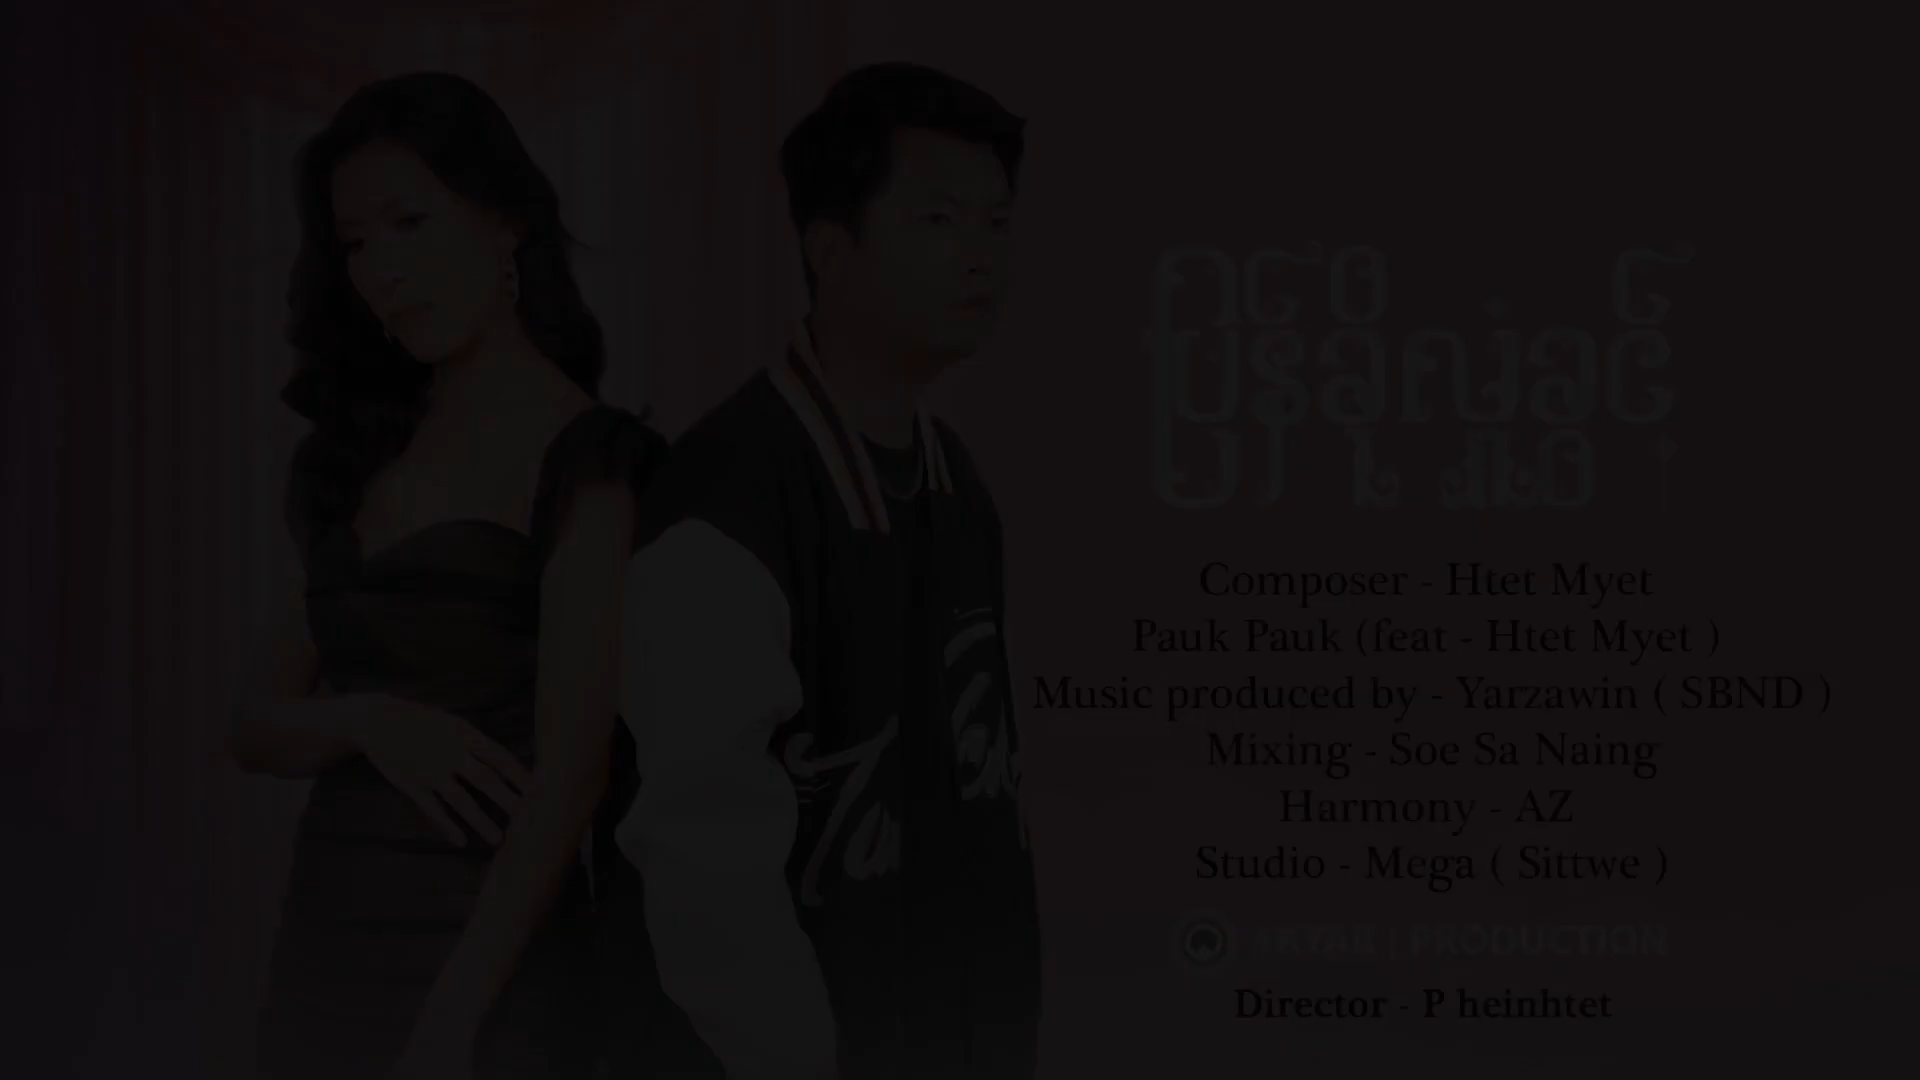 Composer - Htet Myet
Pauk Pauk (feat - Htet Myet )
Music produced by - Yarzawin ( SBND )
Mixing - Soe Sa Naing
Harmony - AZ
Studio - Mega ( Sittwe )
PRODUCTION
Director - P heinhtet